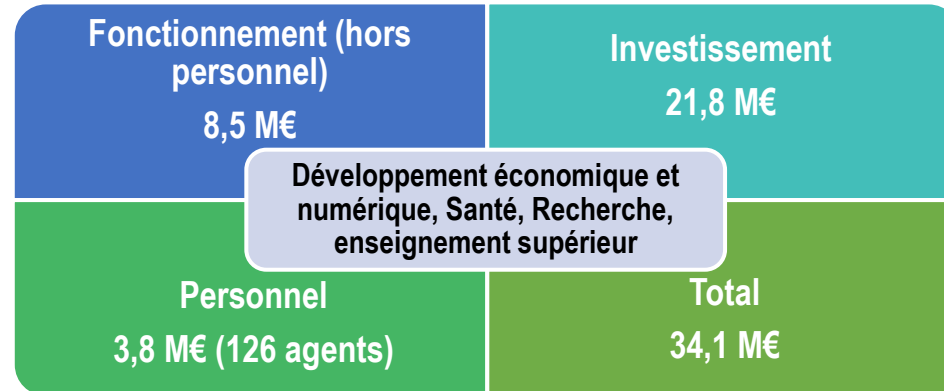 Fonctionnement (hors
personnel)
8,5 M€
Investissement
21,8 M€
Développement économique et
numérique, Santé, Recherche,
enseignement supérieur
Personnel
3,8 M€ (126 agents)
Total
34,1 M€